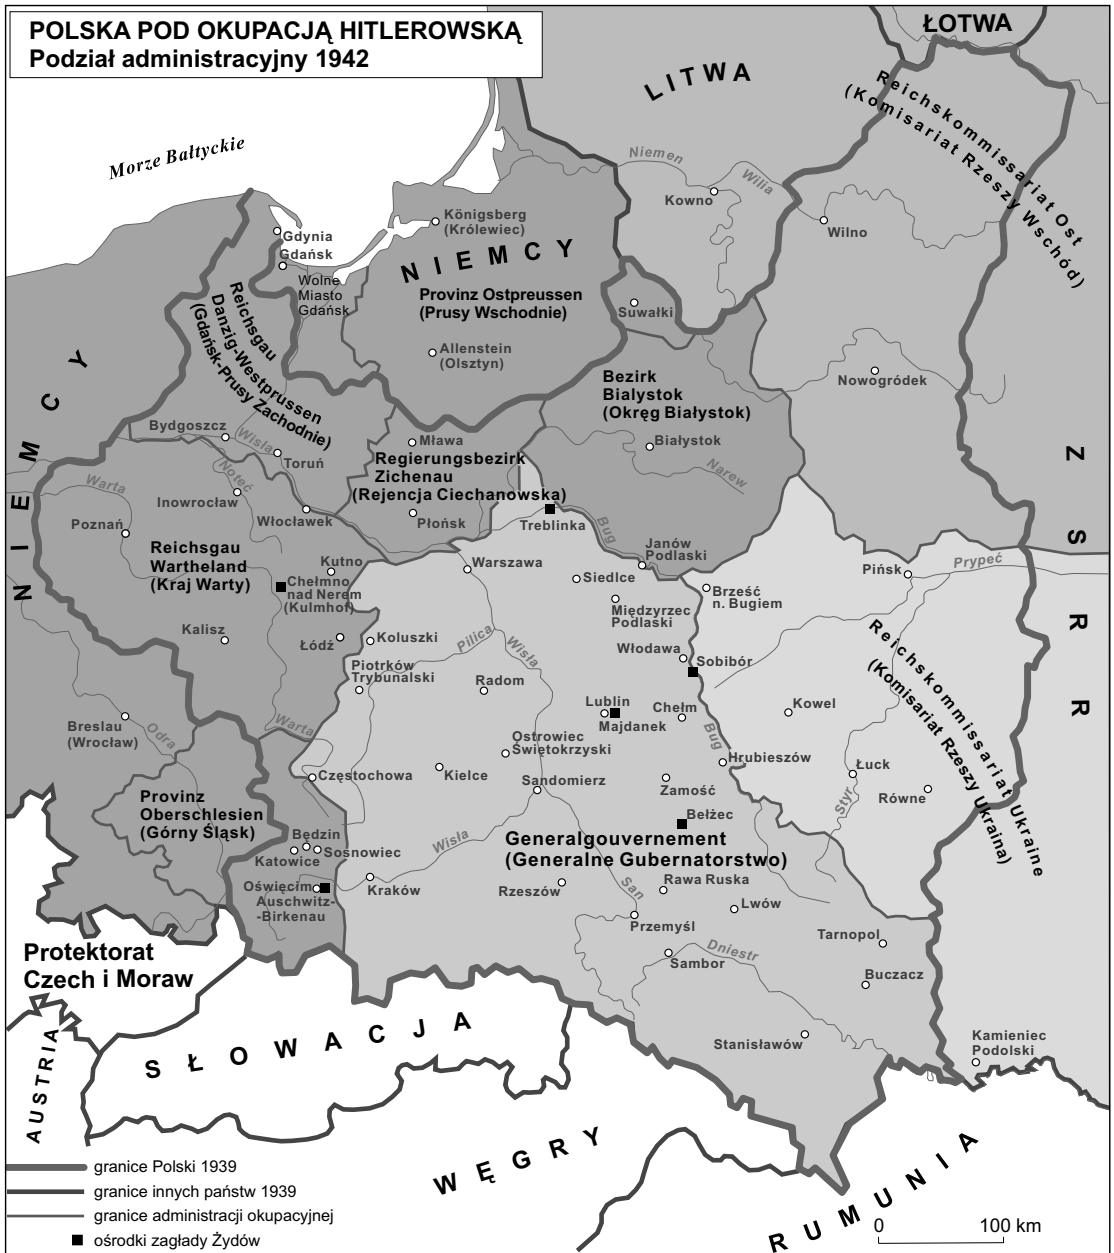 POLSKA POD OKUPACJĄ HITLEROWSKĄ
Podział administracyjny 1942
ŁOTWA
LITWA
Reichskommissariat Ost
(Komisariat Rzeszy Wschód)
Morze Bałtyckie
Niemen
Wilia
Kowno
Wilno
Königsberg
(Królewiec)
Gdynia
Gdańsk
Wolne
Miasto
Gdańsk
NIEMCY
Provinz Ostpreussen
(Prusy Wschodnie)
Suwałki
Reichsgau
Danzig-Westprussen
(Gdańsk-Prusy Zachodnie)
Allenstein
(Olsztyn)
NIEMCY
Bezirk
Bialystok
(Okręg Białystok)
Nowogródek
Bydgoszcz
Wisła
Toruń
Mława
Białystok
Narew
Regierungsbezirk
Zichenau
(Rejencja Ciechanowska)
ZSRR
Warta
Noteć
Inowrocław
Włocławek
Płońsk
Treblinka
Bug
Poznań
Janów
Podlaski
Reichsgau
Wartheland
(Kraj Warty)
Kutno
Chełmno
nad Nerem
(Kulmhof)
Warszawa
Siedlce
Międzyrzec
Podlaski
Brześć
n. Bugiem
Pińsk
Prypeć
Kalisz
Łódź
Koluszki
Pilica
Wisła
Włodawa
Sobibór
Reichskommissariat Ukraine
(Komisariat Rzeszy Ukraina)
Piotrków
Trybunalski
Radom
Lublin
Majdanek
Chełm
Kowel
Breslau
(Wrocław)
Odra
Warta
Ostrowiec
Świętokrzyski
Bug
Hrubieszów
Łuck
Częstochowa
Kielce
Sandomierz
Zamość
Styr
Równe
Provinz
Oberschlesien
(Górny Śląsk)
Bełżec
Będzin
Katowice
Sosnowiec
Wisła
Generalgouvernement
(Generalne Gubernatorstwo)
Oświęcim
Auschwitz-
-Birkenau
Kraków
Rzeszów
San
Rawa Ruska
Lwów
Przemyśl
Tarnopol
Protektorat
Czech i Moraw
Dniestr
Sambor
Buczacz
SŁOWACJA
Stanisławów
Kamieniec
Podolski
AUSTRIA
WĘGRY
RUMUNIA
granice Polski 1939
granice innych państw 1939
granice administracji okupacyjnej
ośrodki zagłady Żydów
0 100 km